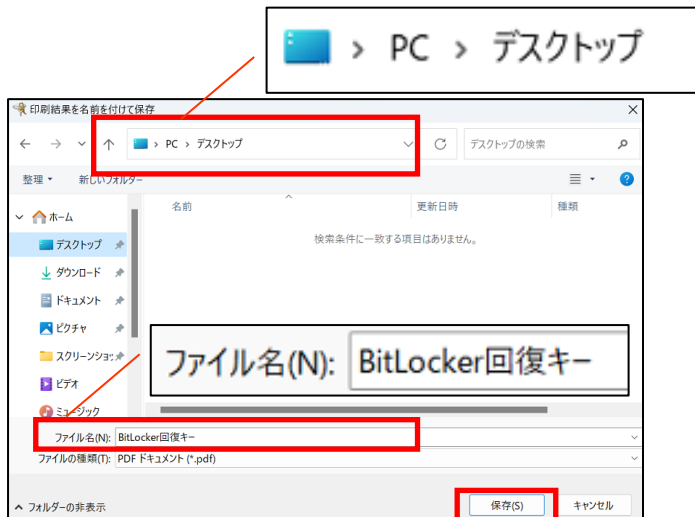 PC > デスクトップ
印刷結果を名前を付けて保存
PC > デスクトップ
デスクトップの検索
整理 新しいフォルダー
名前 更新日時 種類
検索条件に一致する項目はありません。
ホーム
デスクトップ
ダウンロード
ドキュメント
ピクチャ
スクリーンショ
ビデオ
ミュージック
ファイル名(N): BitLocker回復キー
ファイル名(N): BitLocker回復キー
ファイルの種類(T): PDF ドキュメント (*.pdf)
フォルダーの非表示
保存(S) キャンセル